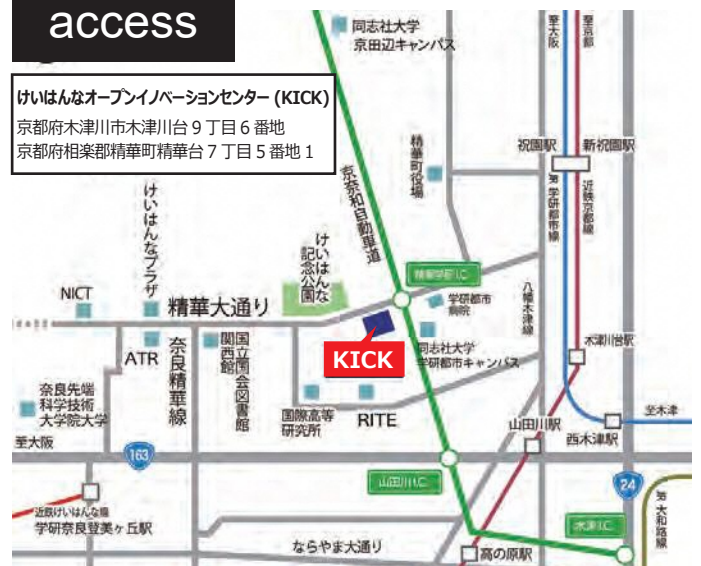 access
けいはんなオープンイノベーションセンター (KICK)
京都府木津川市木津川台９丁目６番地
京都府相楽郡精華町精華台７丁目５番地１
同志社大学
京田辺キャンパス
至大阪
至京都
祝園駅
新祝園駅
学研都市線
近鉄京都線
精華町役場
京奈和自動車道
けいはんなプラザ
けいはんな
記念公園
精華学研I.C.
学研都市
病院
八幡木津線
NICT
精華大通り
KICK
同志社大学
学研都市キャンパス
木津川台駅
ATR
奈良精華線
国立国会図書館
関西館
奈良先端
科学技術
大学院大学
国際高等
研究所
RITE
山田川駅
至木津
西木津駅
至大阪
163
山田川I.C.
24
近鉄けいはんな線
学研奈良登美ヶ丘駅
木津I.C.
大和路線
ならやま大通り
高の原駅